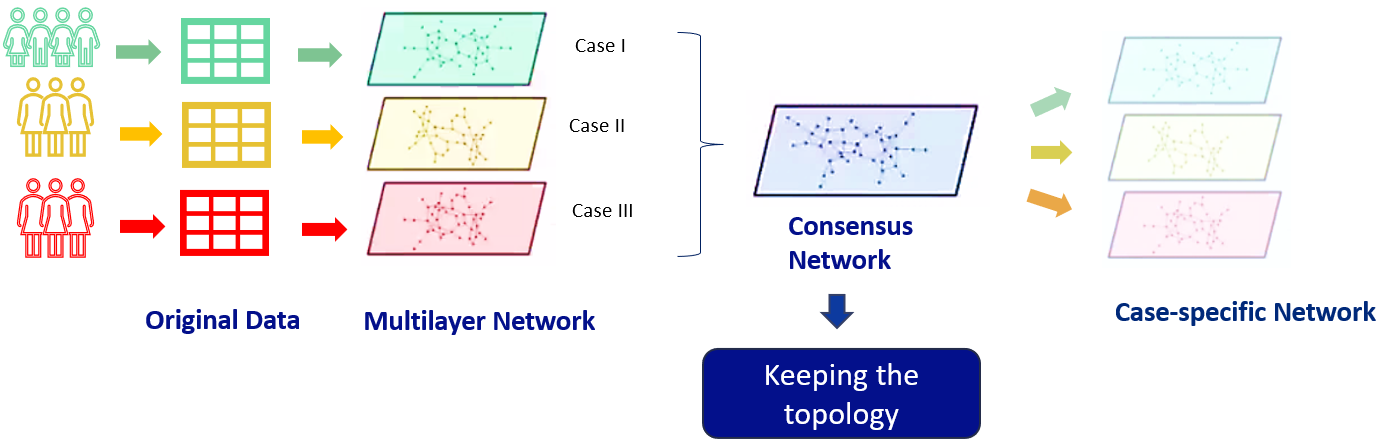 Case I
Case II
Case III
Consensus
Network
Original Data
Multilayer Network
Case-specific Network
Keeping the
topology